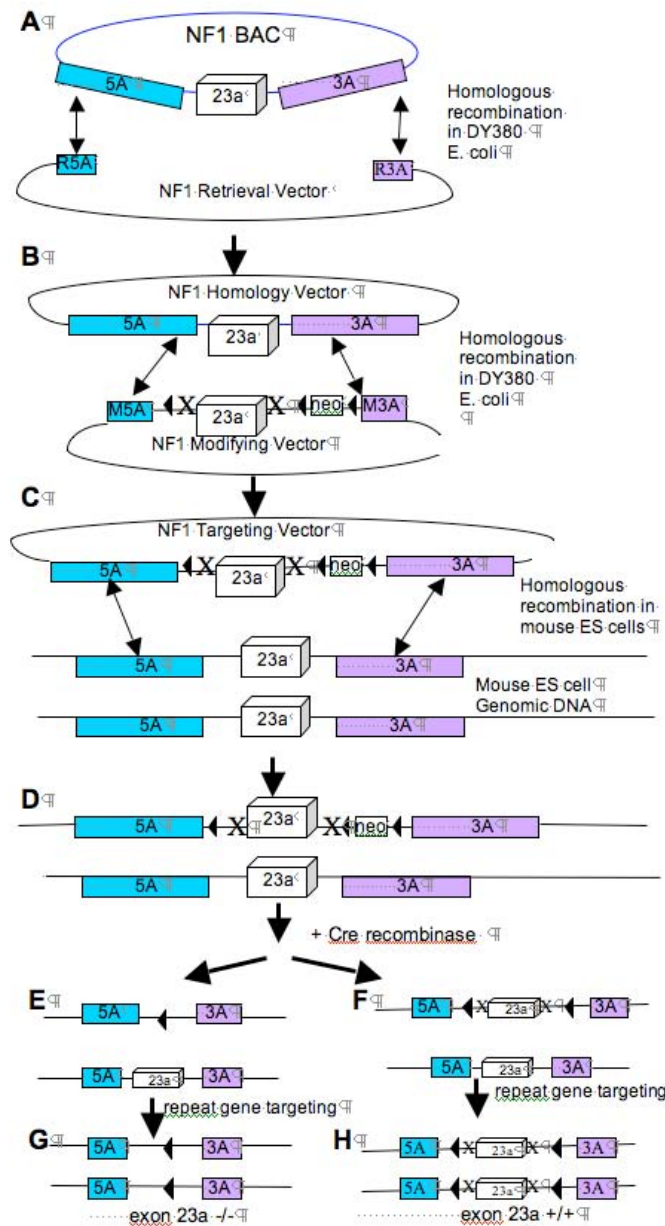 A¶
NF1 BAC¶
5A¶
23a
3A¶
Homologous
recombination
in DY380 ¶
E. coli¶
R5A
R3A
NF1 Retrieval Vector
B¶
NF1 Homology Vector ¶
5A¶
23a
3A¶
Homologous
recombination
in DY380 ¶
E. coli¶
¶
M5A X 23a X ¶ neo M3A
NF1 Modifying Vector¶
C¶
NF1 Targeting Vector¶
5A¶ X 23a X ¶ neo 3A¶
Homologous
recombination in
mouse ES cells ¶
5A¶ 23a 3A¶
Mouse ES cell¶
Genomic DNA¶
5A¶ 23a 3A¶
D¶
5A¶ X¶ 23a X¶ neo 3A¶
5A¶ 23a 3A¶
+ Cre recombinase ¶
E¶
5A 3A¶
5A 23a 3A¶
repeat gene targeting¶
F¶
5A X 23a X¶ 3A¶
5A 23a 3A¶
repeat gene targeting
G¶
5A¶ 3A¶
5A¶ 3A¶
exon 23a -/-¶
H¶
5A X 23a X¶ 3A¶
5A X 23a X¶ 3A¶
exon 23a +/+¶